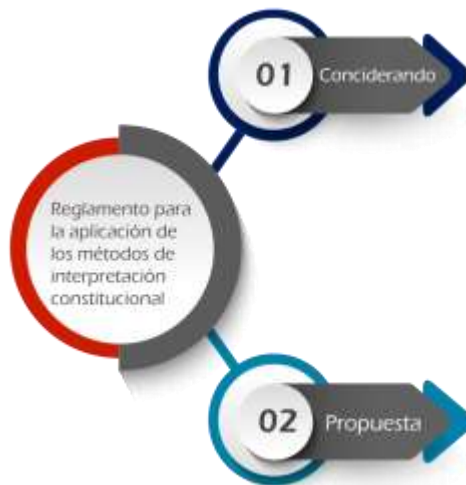 01
Conciderando
Reglamento para
la aplicación de
los métodos de
interpretación
constitucional
02
Propuesta